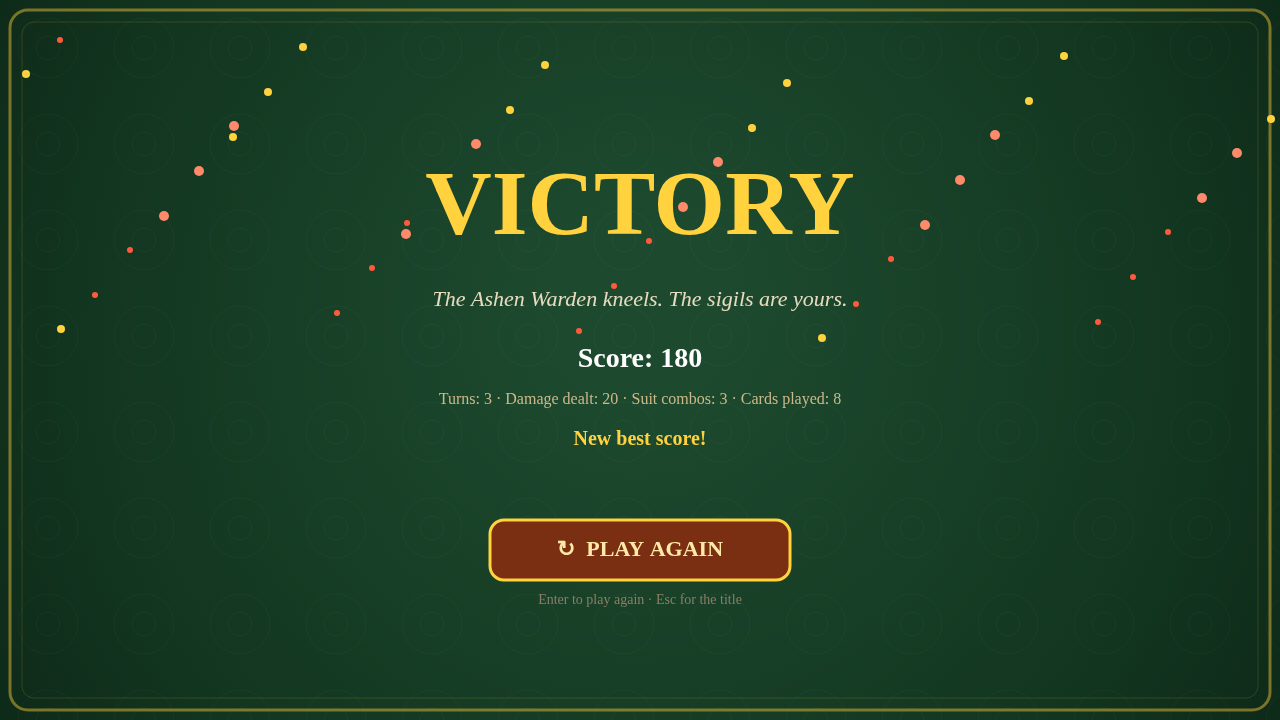 VICTORY
The Ashen Warden kneels. The sigils are yours.
Score: 180
Turns: 3 · Damage dealt: 20 · Suit combos: 3 · Cards played: 8
New best score!
↻ PLAY AGAIN
Enter to play again · Esc for the title